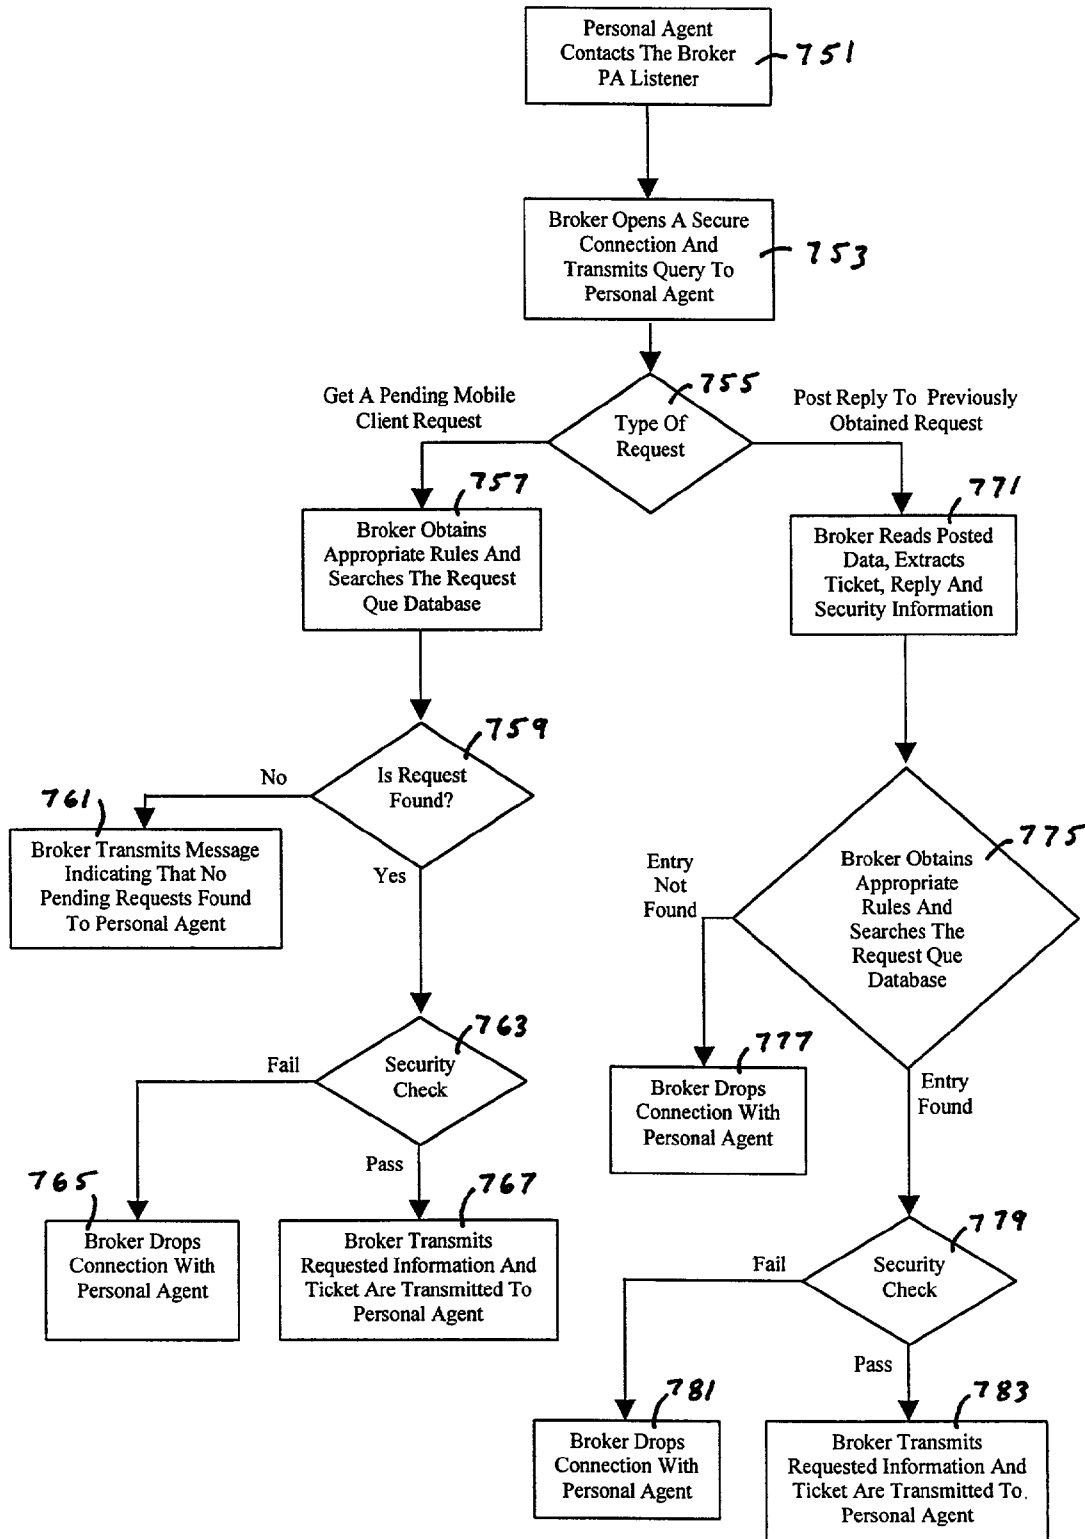 Personal Agent
Contacts The Broker
PA Listener
751
Broker Opens A Secure
Connection And
Transmits Query To
Personal Agent
753
755
Type Of
Request
Get A Pending Mobile
Client Request
Post Reply To Previously
Obtained Request
757
Broker Obtains
Appropriate Rules And
Searches The Request
Que Database
771
Broker Reads Posted
Data, Extracts
Ticket, Reply And
Security Information
759
Is Request
Found?
No
Yes
761
Broker Transmits Message
Indicating That No
Pending Requests Found
To Personal Agent
775
Broker Obtains
Appropriate
Rules And
Searches The
Request Que
Database
Entry
Not
Found
Entry
Found
763
Security
Check
Fail
Pass
777
Broker Drops
Connection With
Personal Agent
765
Broker Drops
Connection With
Personal Agent
767
Broker Transmits
Requested Information And
Ticket Are Transmitted To
Personal Agent
779
Security
Check
Fail
Pass
781
Broker Drops
Connection With
Personal Agent
783
Broker Transmits
Requested Information And
Ticket Are Transmitted To.
Personal Agent